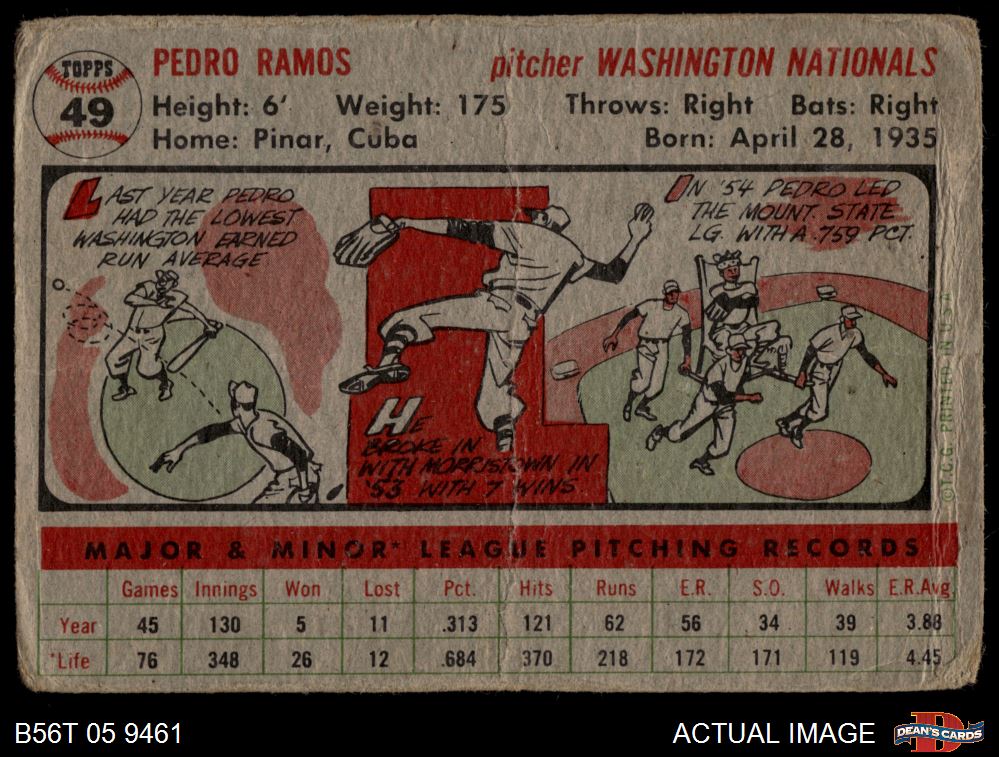 TOPPS
49
PEDRO RAMOS
pitcher WASHINGTON NATIONALS
Height: 6' Weight: 175 Throws: Right Bats: Right
Home: Pinar, Cuba Born: April 28, 1935
LAST YEAR PEDRO
HAD THE LOWEST
WASHINGTON EARNED
RUN AVERAGE
HE
BROKE IN
WITH MORRISTOWN IN
'53 WITH 7 WINS
IN '54 PEDRO LED
THE MOUNT. STATE
LG. WITH A .759 PCT.
© T.C.G. PRINTED IN U.S.A.
MAJOR & MINOR* LEAGUE PITCHING RECORDS
Games Innings Won Lost Pct. Hits Runs E.R. S.O. Walks E.R.Avg.
Year 45 130 5 11 .313 121 62 56 34 39 3.88
*Life 76 348 26 12 .684 370 218 172 171 119 4.45
B56T 05 9461 ACTUAL IMAGE DEAN'S CARDS